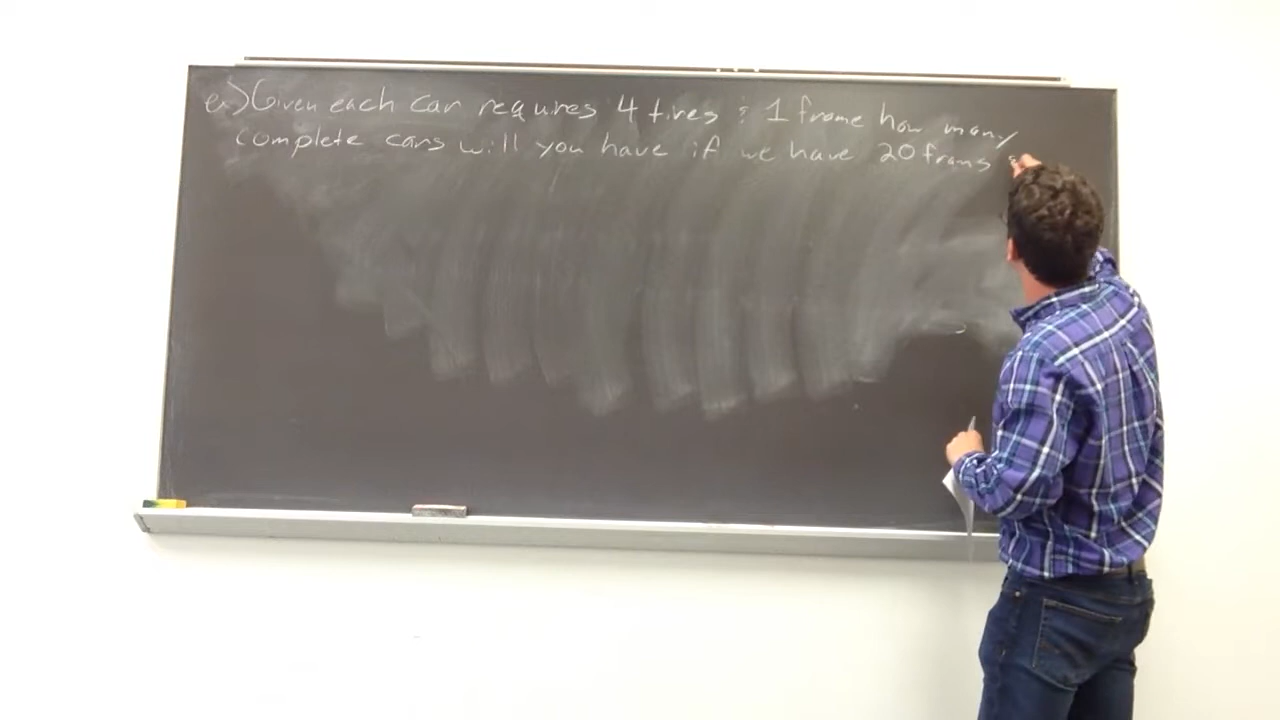 ex) Given each car requires 4 tires & 1 frame how many
complete cars will you have if we have 20 frams &